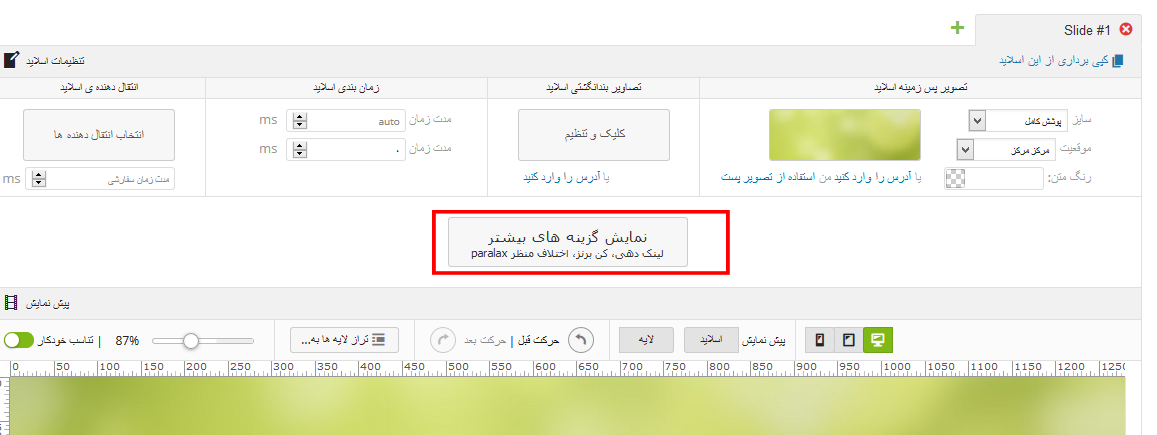 Slide #1
کپی برداری از این اسلاید
تنظیمات اسلاید
تصویر پس زمینه اسلاید
تصاویر بندانگشتی اسلاید
زمان بندی اسلاید
انتقال دهنده ی اسلاید
سایز
پوشش کامل
موقعیت
مرکز مرکز
رنگ متن:
یا آدرس را وارد کنید من استفاده از تصویر پست
کلیک و تنظیم
یا آدرس را وارد کنید
مدت زمان auto ms
مدت زمان ۰ ms
انتخاب انتقال دهنده ها
مدت زمان سفارشی ms
نمایش گزینه های بیشتر
لینک دهی، کن برنز، اختلاف منظر paralax
پیش نمایش
پیش نمایش اسلاید لایه
حرکت قبل | حرکت بعد
تراز لایه ها به...
87% | تناسب خودکار
0 50 100 150 200 250 300 350 400 450 500 550 600 650 700 750 800 850 900 950 1000 1050 1100 1150 1200 1250